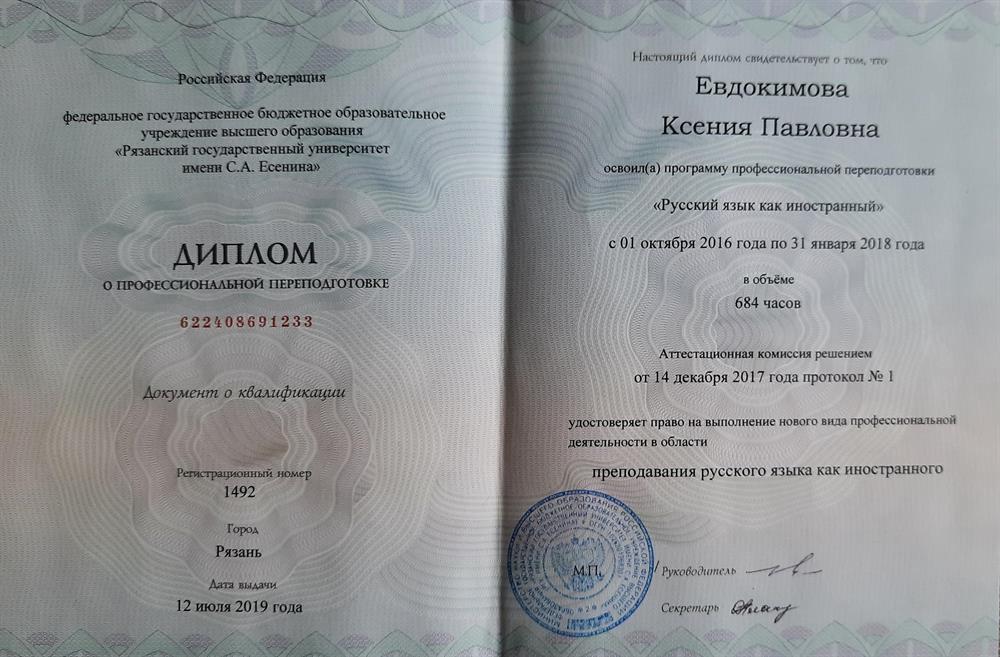 Российская Федерация
федеральное государственное бюджетное образовательное
учреждение высшего образования
«Рязанский государственный университет
имени С.А. Есенина»
ДИПЛОМ
О ПРОФЕССИОНАЛЬНОЙ ПЕРЕПОДГОТОВКЕ
622408691233
Документ о квалификации
Регистрационный номер
1492
Город
Рязань
Дата выдачи
12 июля 2019 года
Настоящий диплом свидетельствует о том, что
Евдокимова
Ксения Павловна
освоил(а) программу профессиональной переподготовки
«Русский язык как иностранный»
с 01 октября 2016 года по 31 января 2018 года
в объёме
684 часов
Аттестационная комиссия решением
от 14 декабря 2017 года протокол № 1
удостоверяет право на выполнение нового вида профессиональной
деятельности в области
преподавания русского языка как иностранного
М.П.
Руководитель
Секретарь